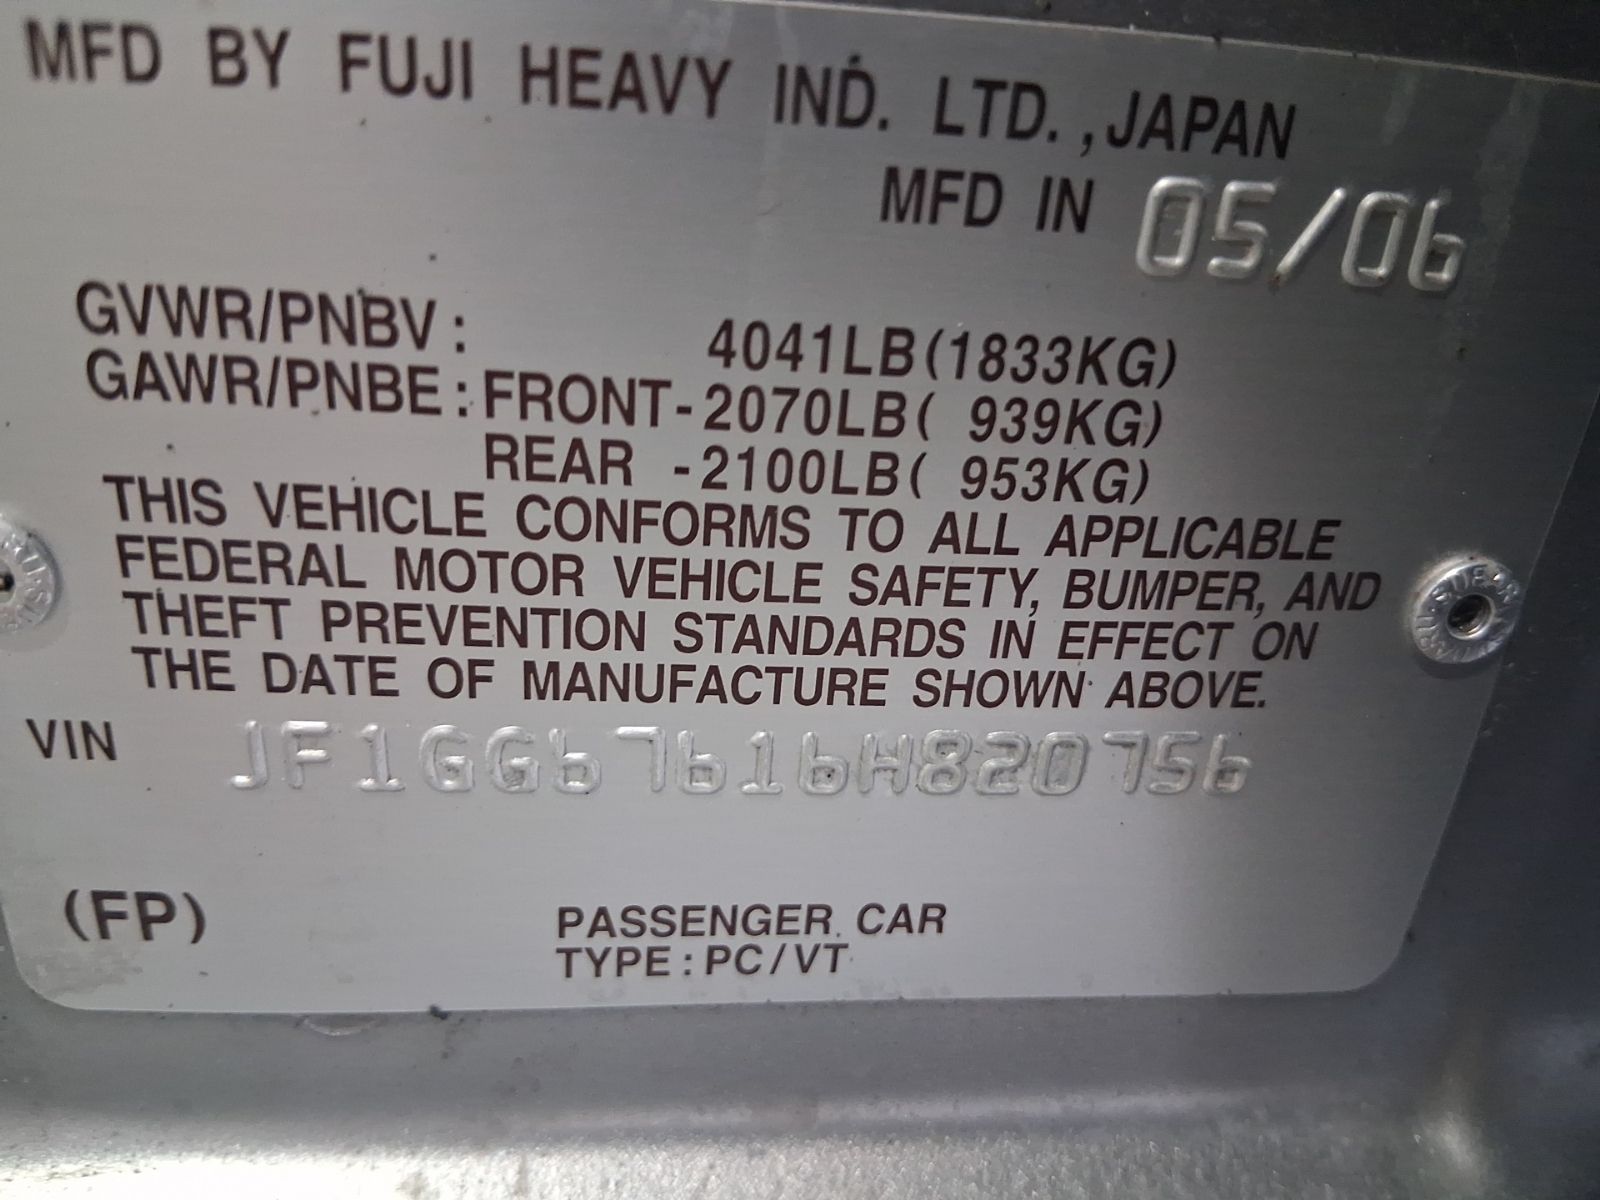 MFD BY FUJI HEAVY IND. LTD., JAPAN
MFD IN 05/06
GVWR/PNBV: 4041LB(1833KG)
GAWR/PNBE: FRONT-2070LB( 939KG)
REAR -2100LB( 953KG)
THIS VEHICLE CONFORMS TO ALL APPLICABLE
FEDERAL MOTOR VEHICLE SAFETY, BUMPER, AND
THEFT PREVENTION STANDARDS IN EFFECT ON
THE DATE OF MANUFACTURE SHOWN ABOVE.
VIN JF1GG67616H820756
(FP) PASSENGER CAR
TYPE: PC/VT